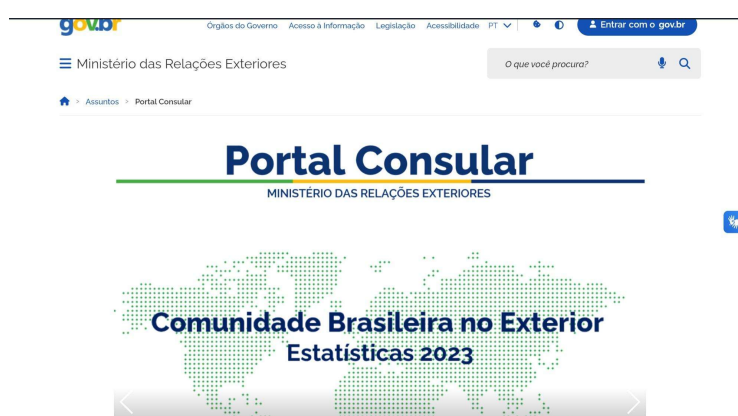 gov.br
Órgãos do Governo Acesso à Informação Legislação Acessibilidade PT Entrar com o gov.br
Ministério das Relações Exteriores
O que você procura?
Assuntos > Portal Consular
Portal Consular
MINISTÉRIO DAS RELAÇÕES EXTERIORES
Comunidade Brasileira no Exterior
Estatísticas 2023